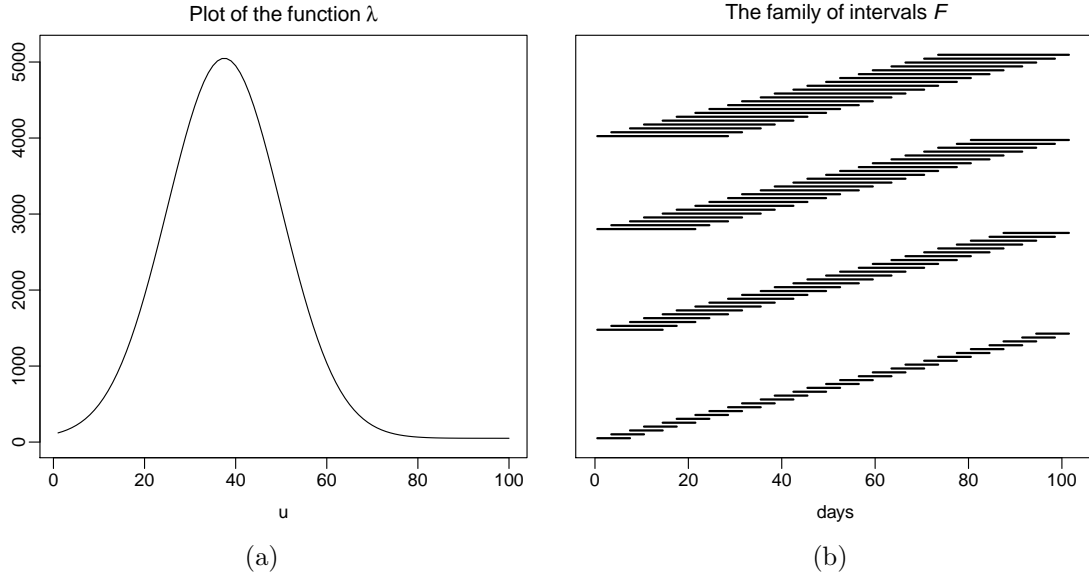 Plot of the function λ
5000
4000
3000
2000
1000
0
0 20 40 60 80 100
u
(a)
The family of intervals F
0 20 40 60 80 100
days
(b)